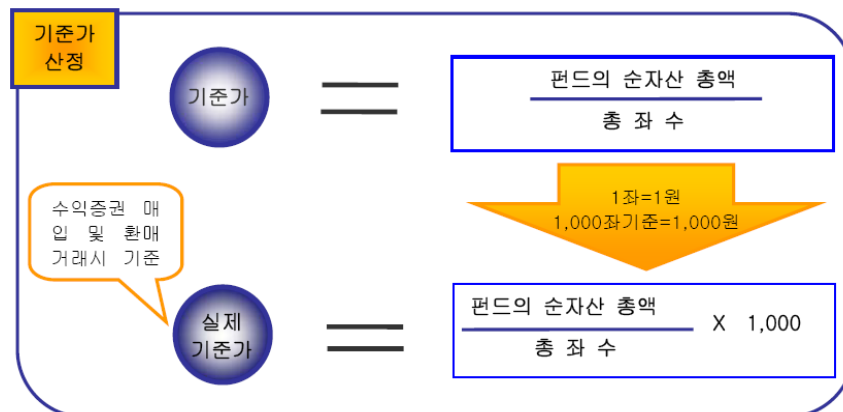 기준가
산정
기준가
펀드의 순자산 총액
총 좌 수
1좌=1원
1,000좌기준=1,000원
수익증권 매
입 및 환매
거래시 기준
실제
기준가
펀드의 순자산 총액
X 1,000
총 좌 수